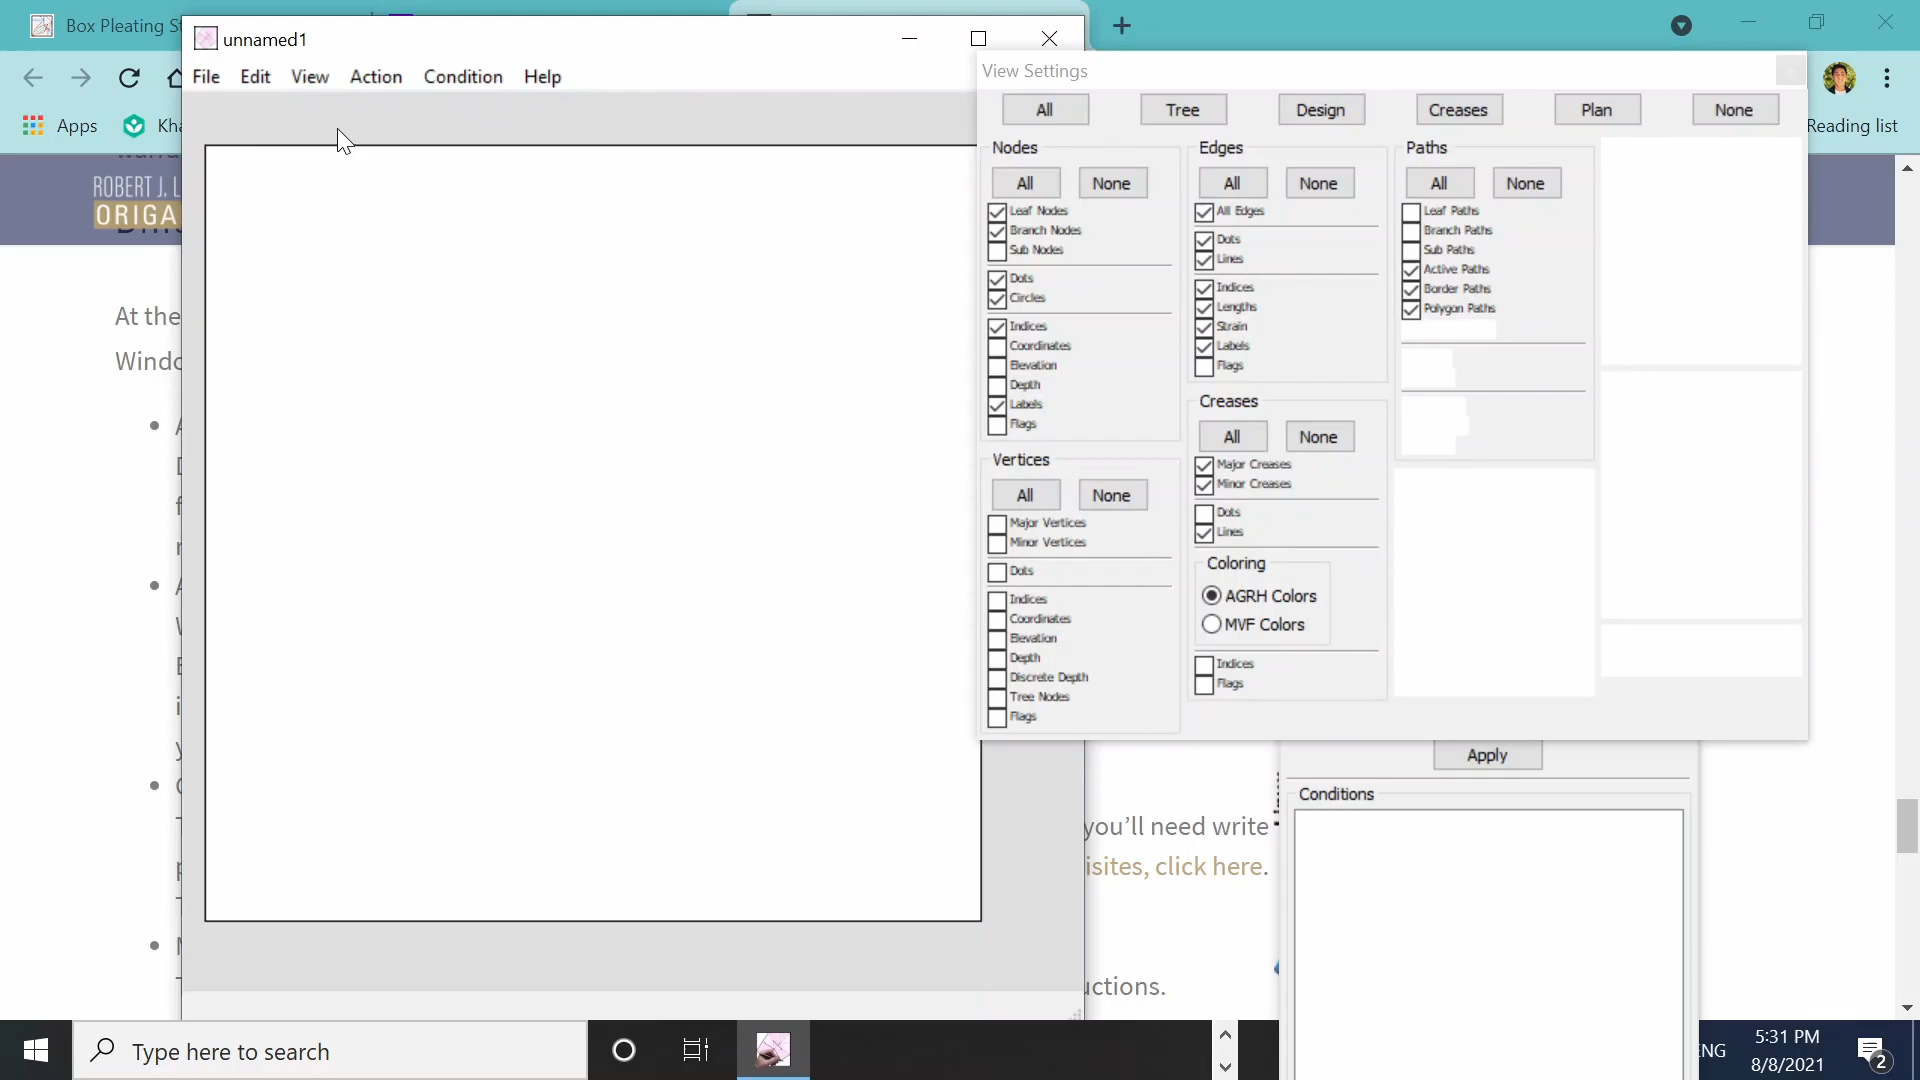 Box Pleating St
unnamed1
File Edit View Action Condition Help
Apps Kha
Reading list
ROBERT J. L
ORIGA
At the
Windo
View Settings
All Tree Design Creases Plan None
Nodes
All None
Leaf Nodes
Branch Nodes
Sub Nodes
Dots
Circles
Indices
Coordinates
Elevation
Depth
Labels
Flags
Vertices
All None
Major Vertices
Minor Vertices
Dots
Indices
Coordinates
Elevation
Depth
Discrete Depth
Tree Nodes
Flags
Edges
All None
All Edges
Dots
Lines
Indices
Lengths
Strain
Labels
Flags
Creases
All None
Major Creases
Minor Creases
Dots
Lines
Coloring
AGRH Colors
MVF Colors
Indices
Flags
Paths
All None
Leaf Paths
Branch Paths
Sub Paths
Active Paths
Border Paths
Polygon Paths
Apply
Conditions
you’ll need write
isites, click here.
uctions.
Type here to search
NG
5:31 PM
8/8/2021
2